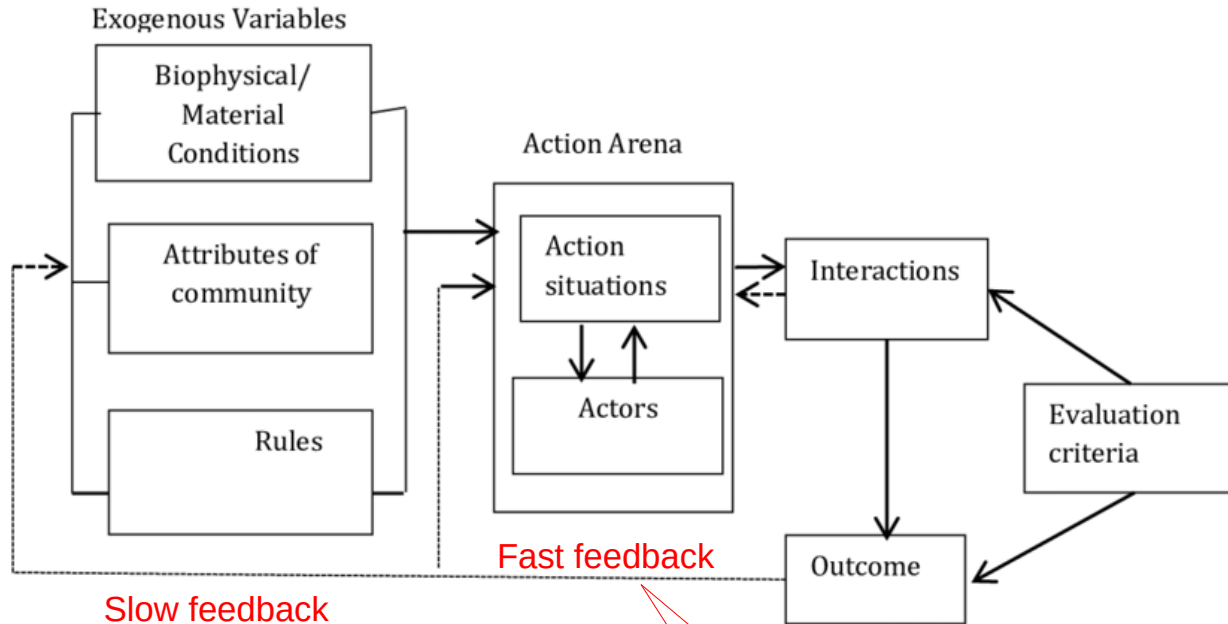 Exogenous Variables
Biophysical/
Material
Conditions
Attributes of
community
Rules
Action Arena
Action
situations
Actors
Interactions
Evaluation
criteria
Outcome
Fast feedback
Slow feedback